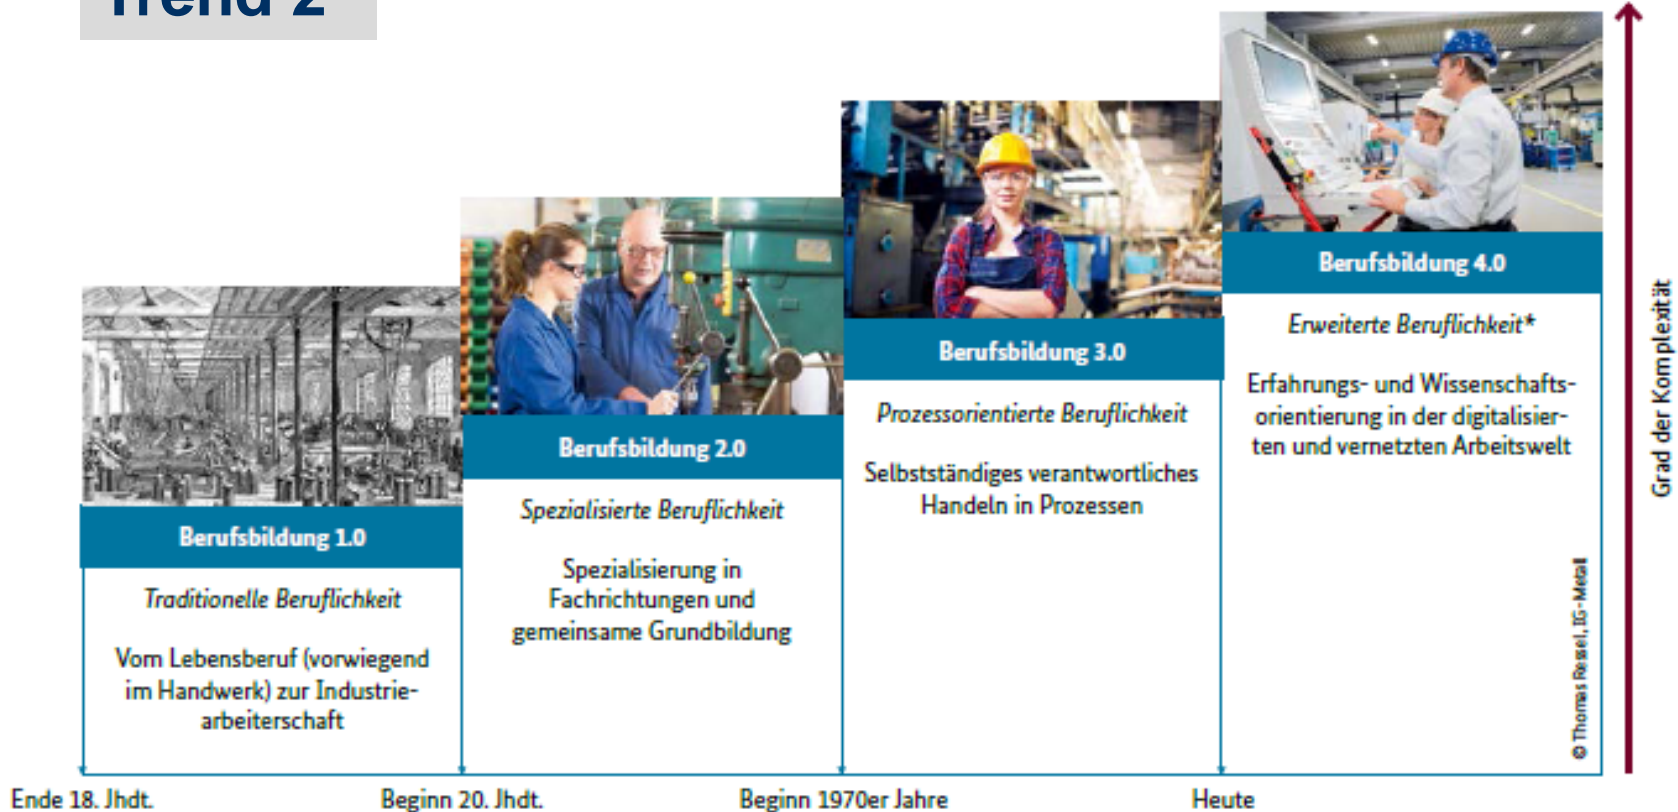 Trend 2
Berufsbildung 1.0
Traditionelle Beruflichkeit
Vom Lebensberuf (vorwiegend
im Handwerk) zur Industrie-
arbeiterschaft
Berufsbildung 2.0
Spezialisierte Beruflichkeit
Spezialisierung in
Fachrichtungen und
gemeinsame Grundbildung
Berufsbildung 3.0
Prozessorientierte Beruflichkeit
Selbstständiges verantwortliches
Handeln in Prozessen
Berufsbildung 4.0
Erweiterte Beruflichkeit*
Erfahrungs- und Wissenschafts-
orientierung in der digitalisier-
ten und vernetzten Arbeitswelt
© Thomas Ressel, IG-Metall
Grad der Komplexität
Ende 18. Jhdt.
Beginn 20. Jhdt.
Beginn 1970er Jahre
Heute